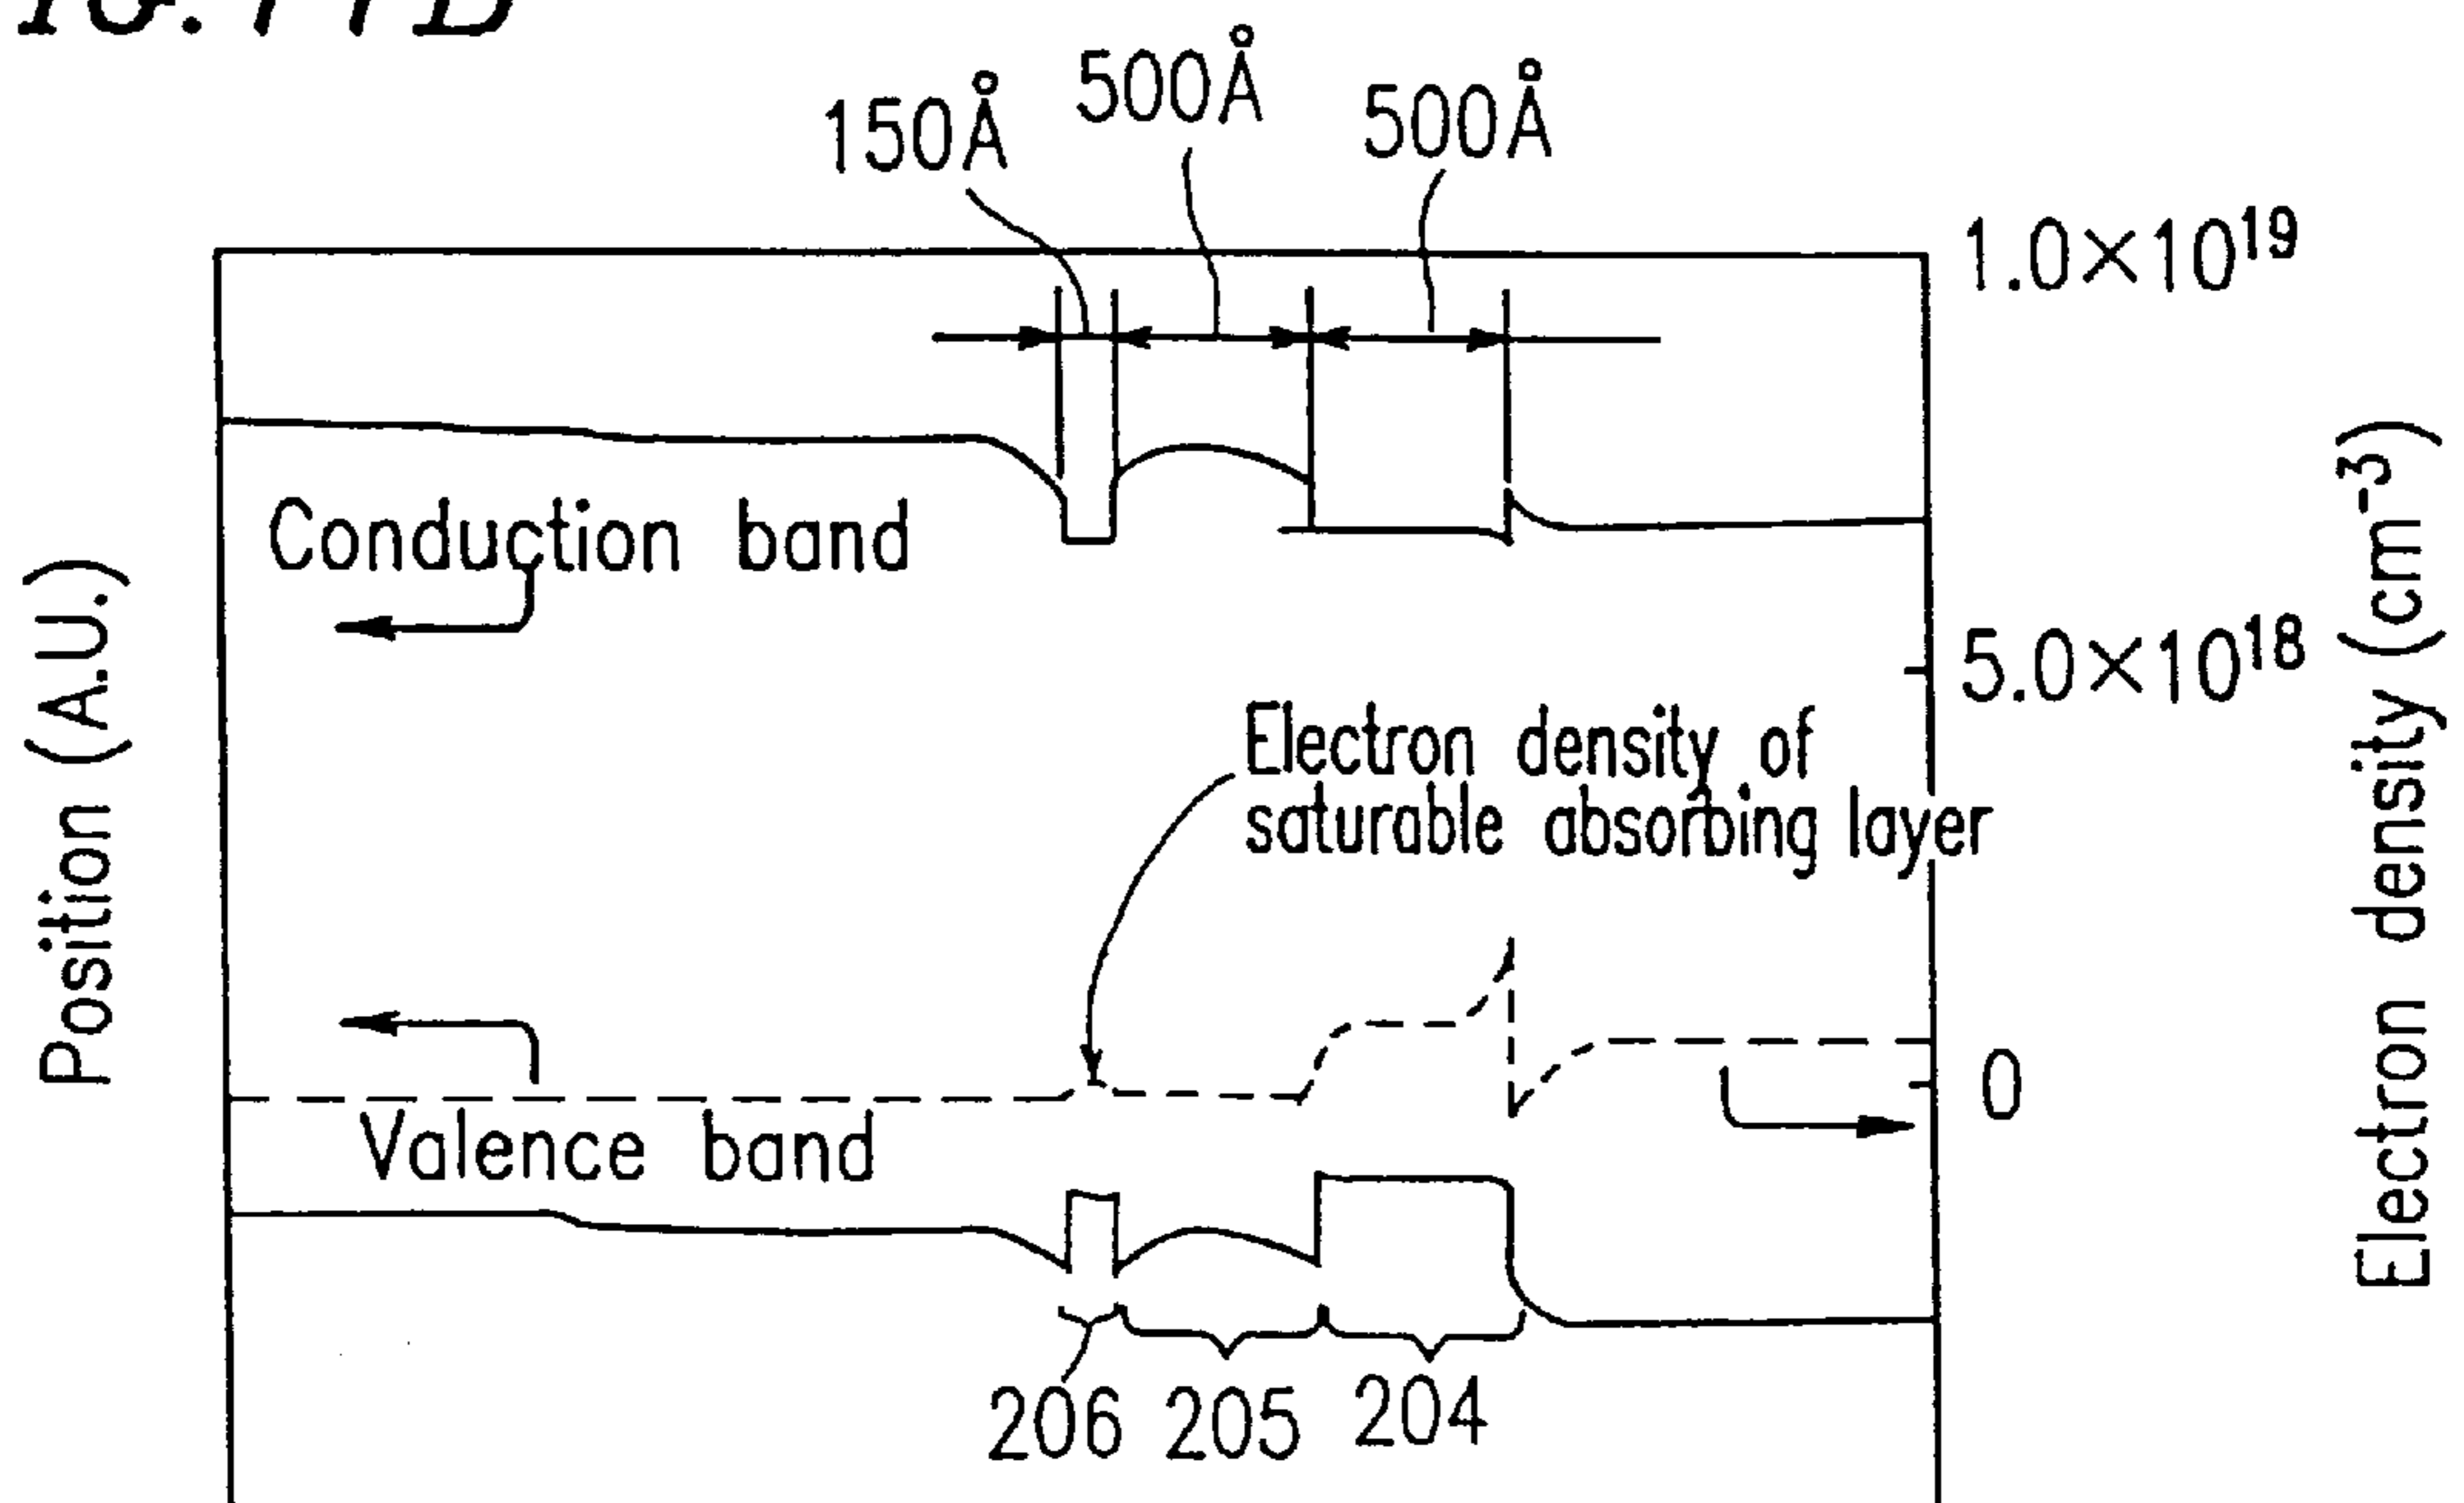 150Å
500Å
500Å
1.0×10¹⁹
Conduction band
5.0×10¹⁸
Electron density of
saturable absorbing layer
0
Valence band
206 205 204
Position (A.U.)
Electron density (cm⁻³)